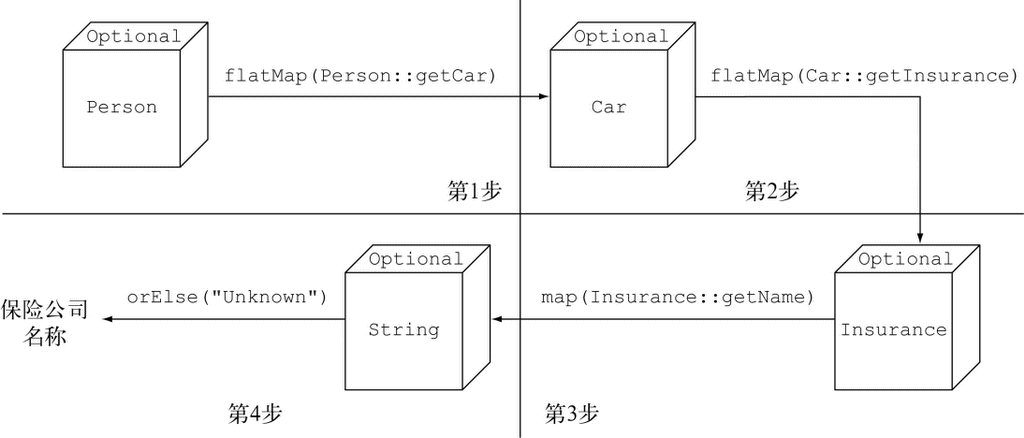 Optional
Person
flatMap(Person::getCar)
第1步
Optional
Car
flatMap(Car::getInsurance)
第2步
Optional
Insurance
map(Insurance::getName)
第3步
Optional
String
orElse("Unknown")
保险公司
名称
第4步